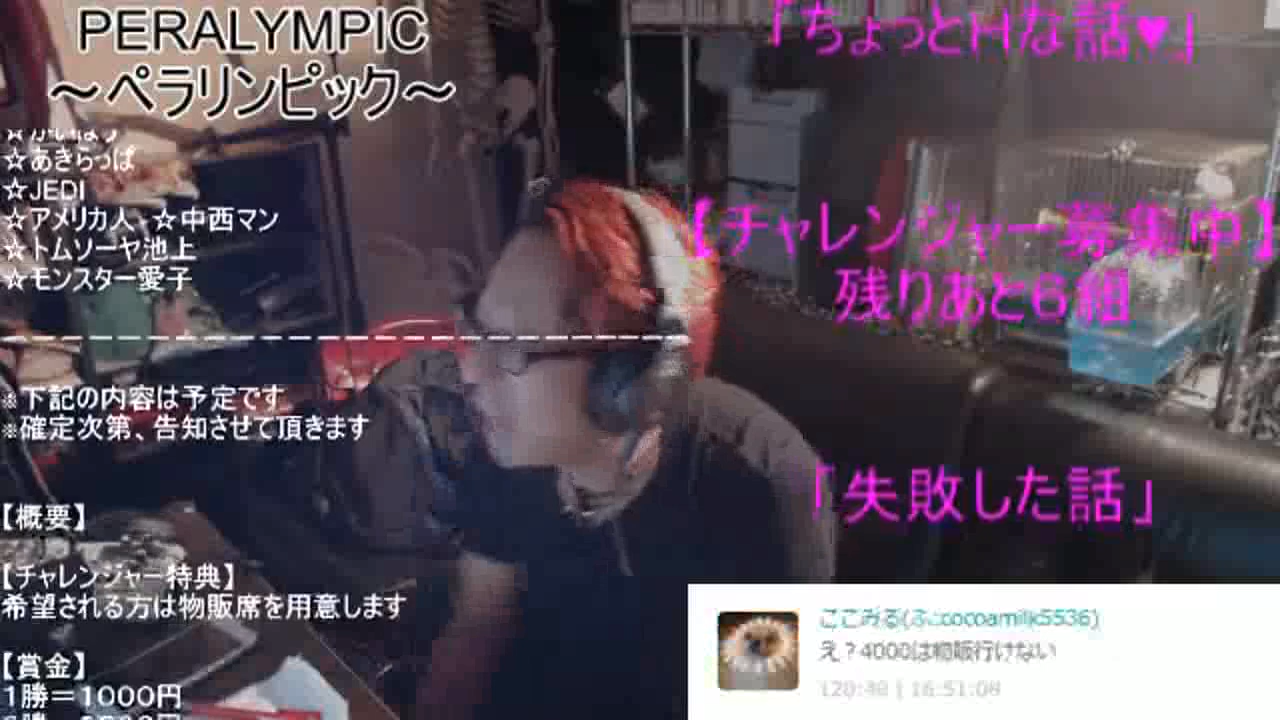 PERALYMPIC
～ペラリンピック～
☆あきらっぱ
☆JEDI
☆アメリカ人 ☆中西マン
☆トムソーヤ池上
☆モンスター愛子
※下記の内容は予定です
※確定次第、告知させて頂きます
【概要】
【チャレンジャー特典】
希望される方は物販席を用意します
【賞金】
1勝＝1000円
「ちょっとHな話♥」
【チャレンジャー募集中】
残りあと6組
「失敗した話」
ここみる(ふ:cocoamilk5536)
え？4000は物販行けない
120:40 | 16:51:09